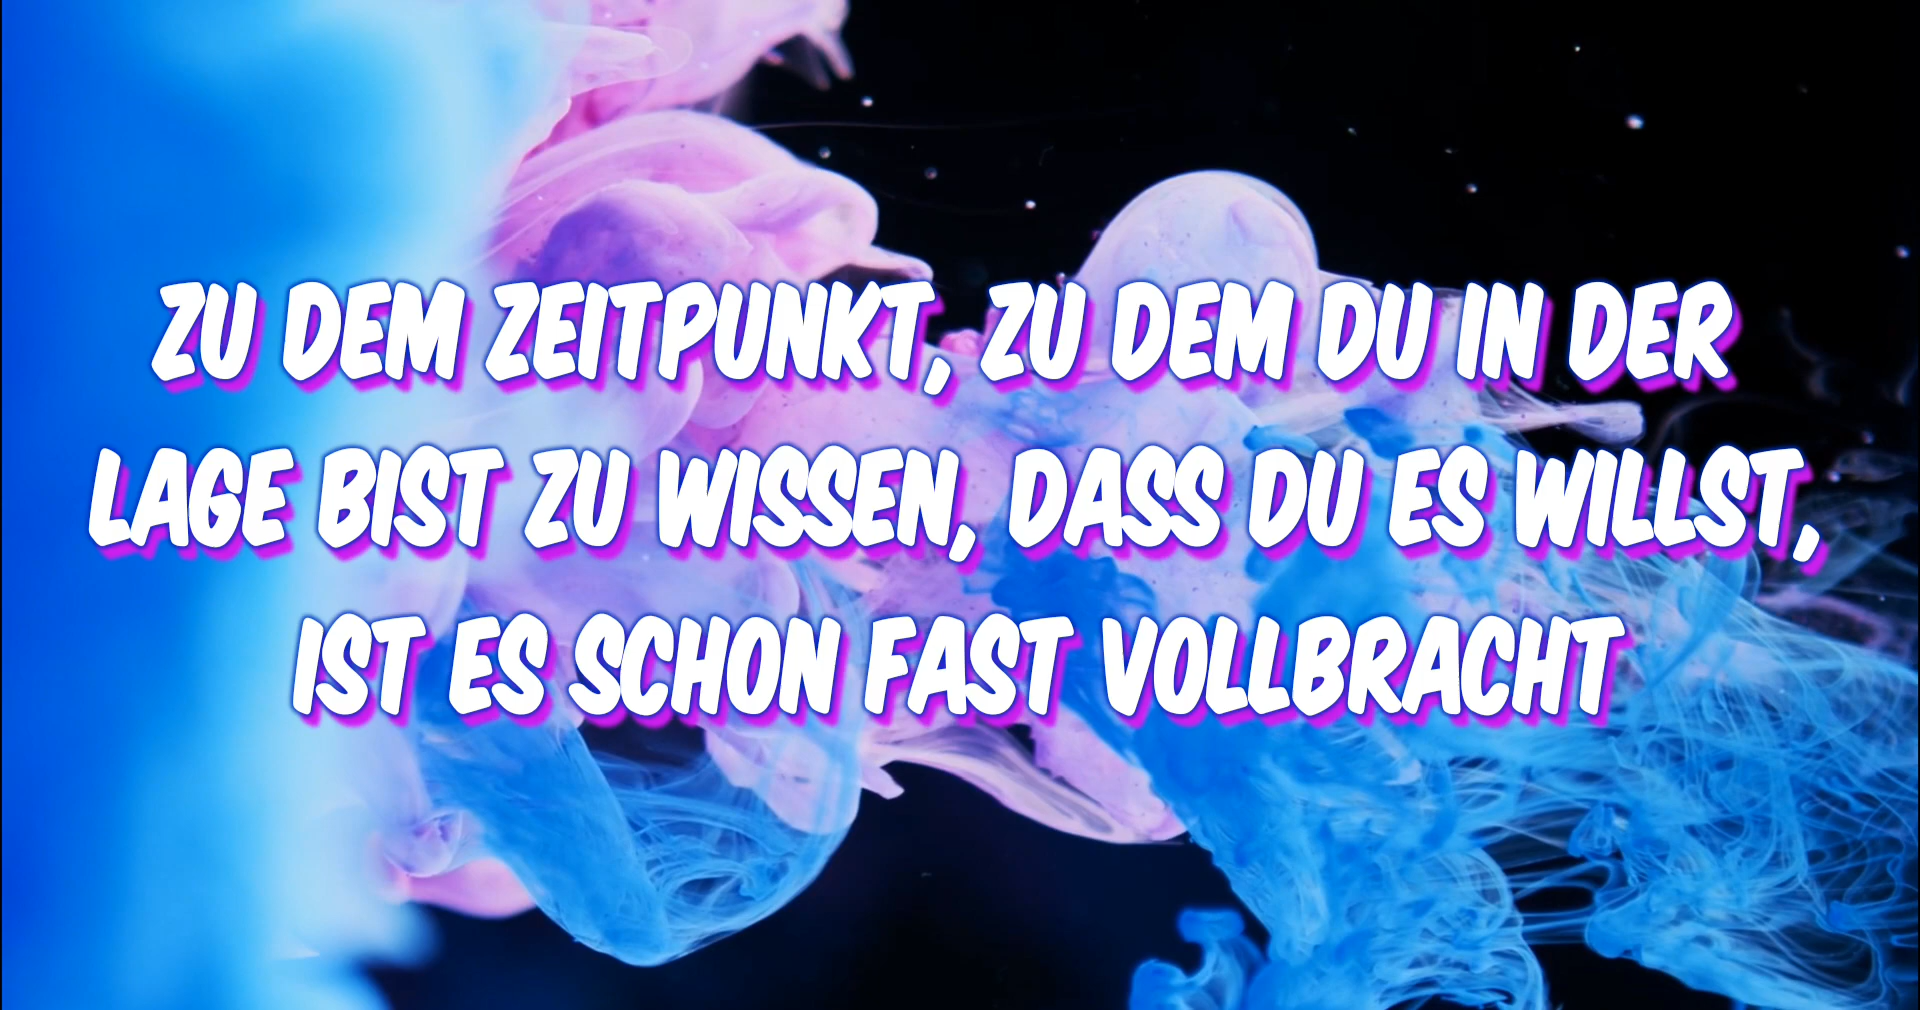 ZU DEM ZEITPUNKT, ZU DEM DU IN DER
LAGE BIST ZU WISSEN, DASS DU ES WILLST,
IST ES SCHON FAST VOLLBRACHT